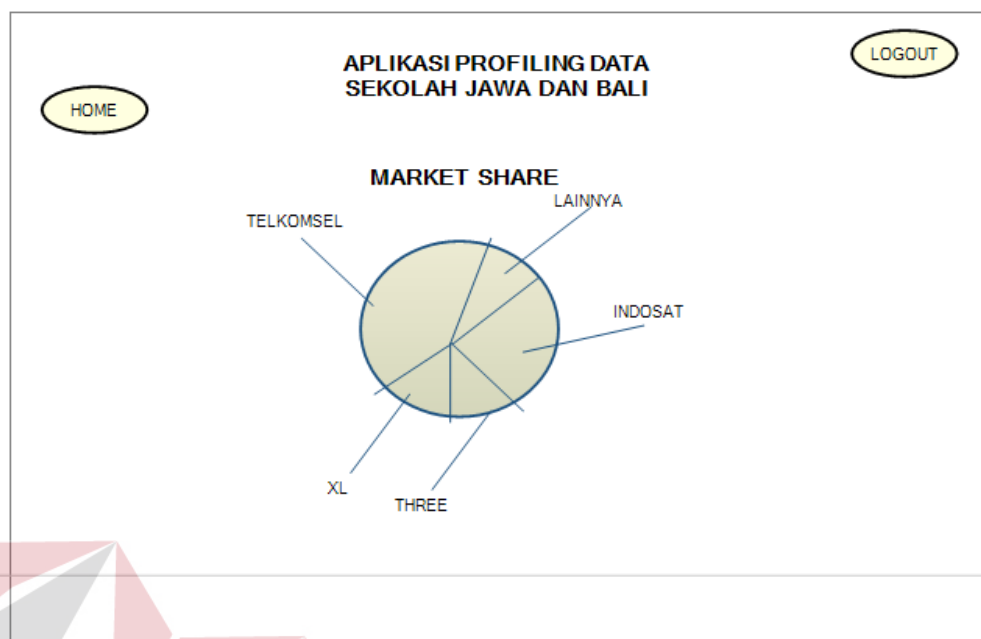 LOGOUT
APLIKASI PROFILING DATA
SEKOLAH JAWA DAN BALI
HOME
MARKET SHARE
LAINNYA
TELKOMSEL
INDOSAT
XL
THREE